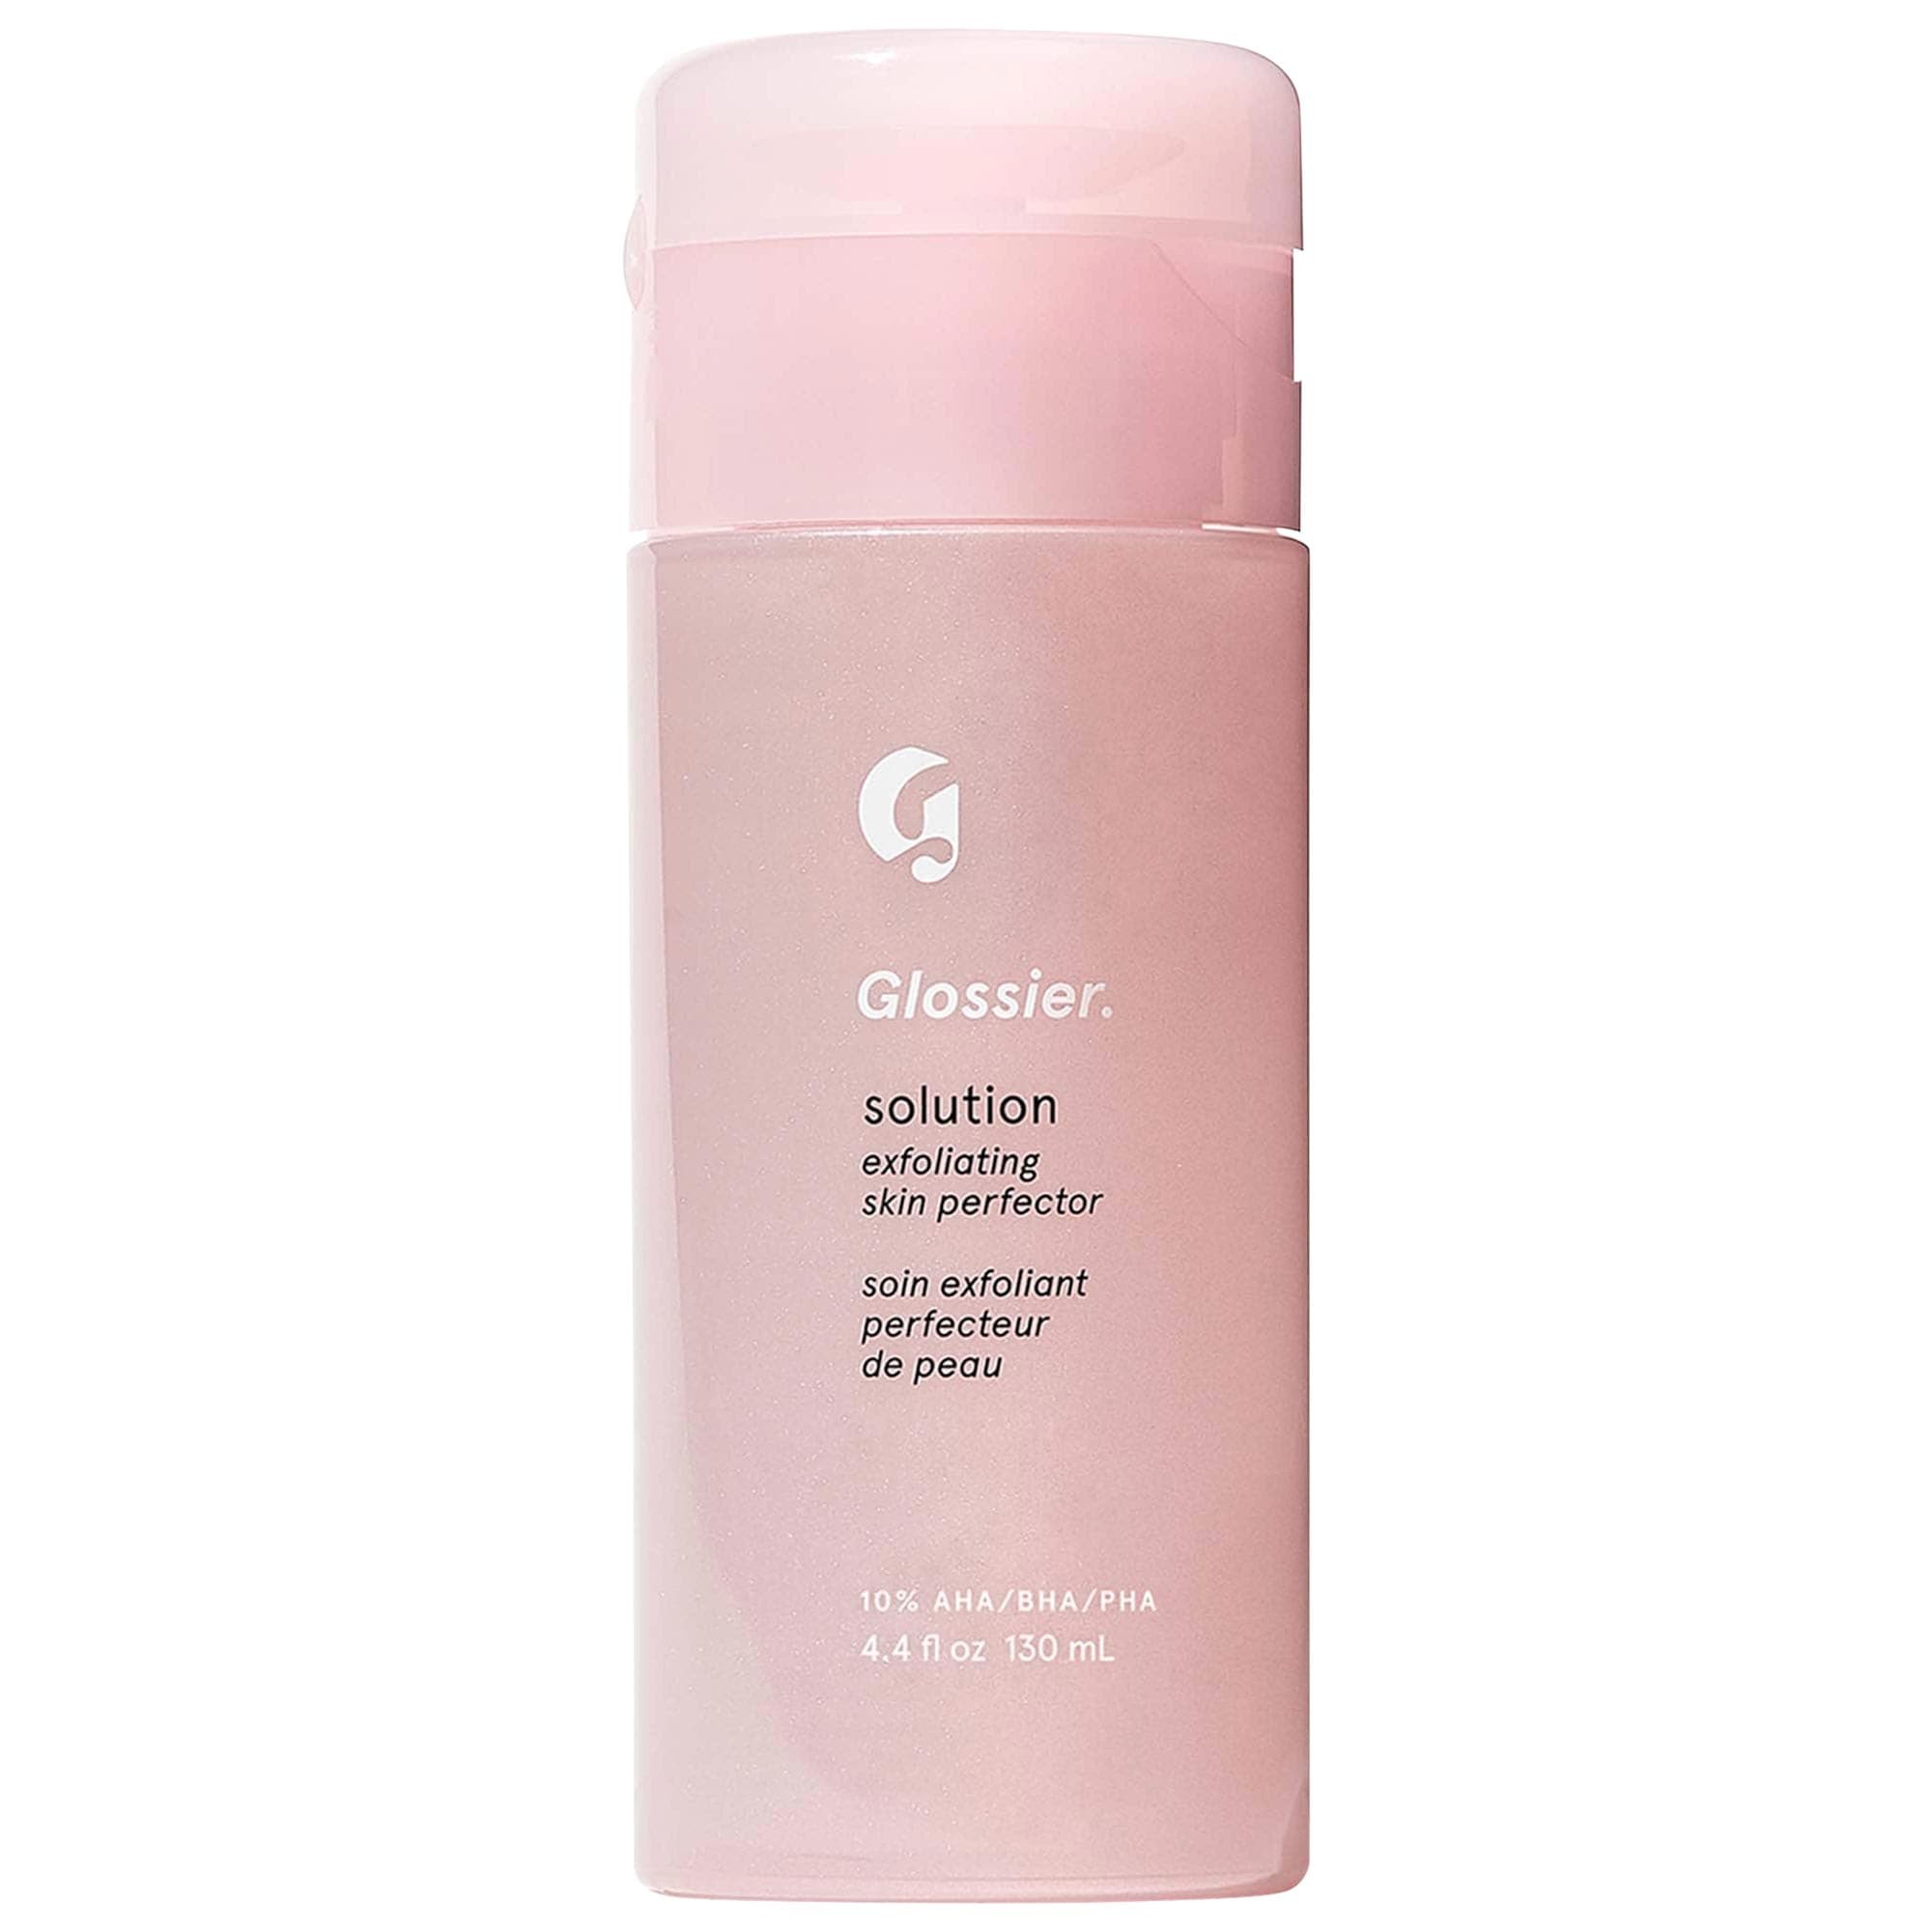 G
Glossier.
solution
exfoliating
skin perfector
soin exfoliant
perfecteur
de peau
10% AHA/BHA/PHA
4.4 fl oz 130 mL